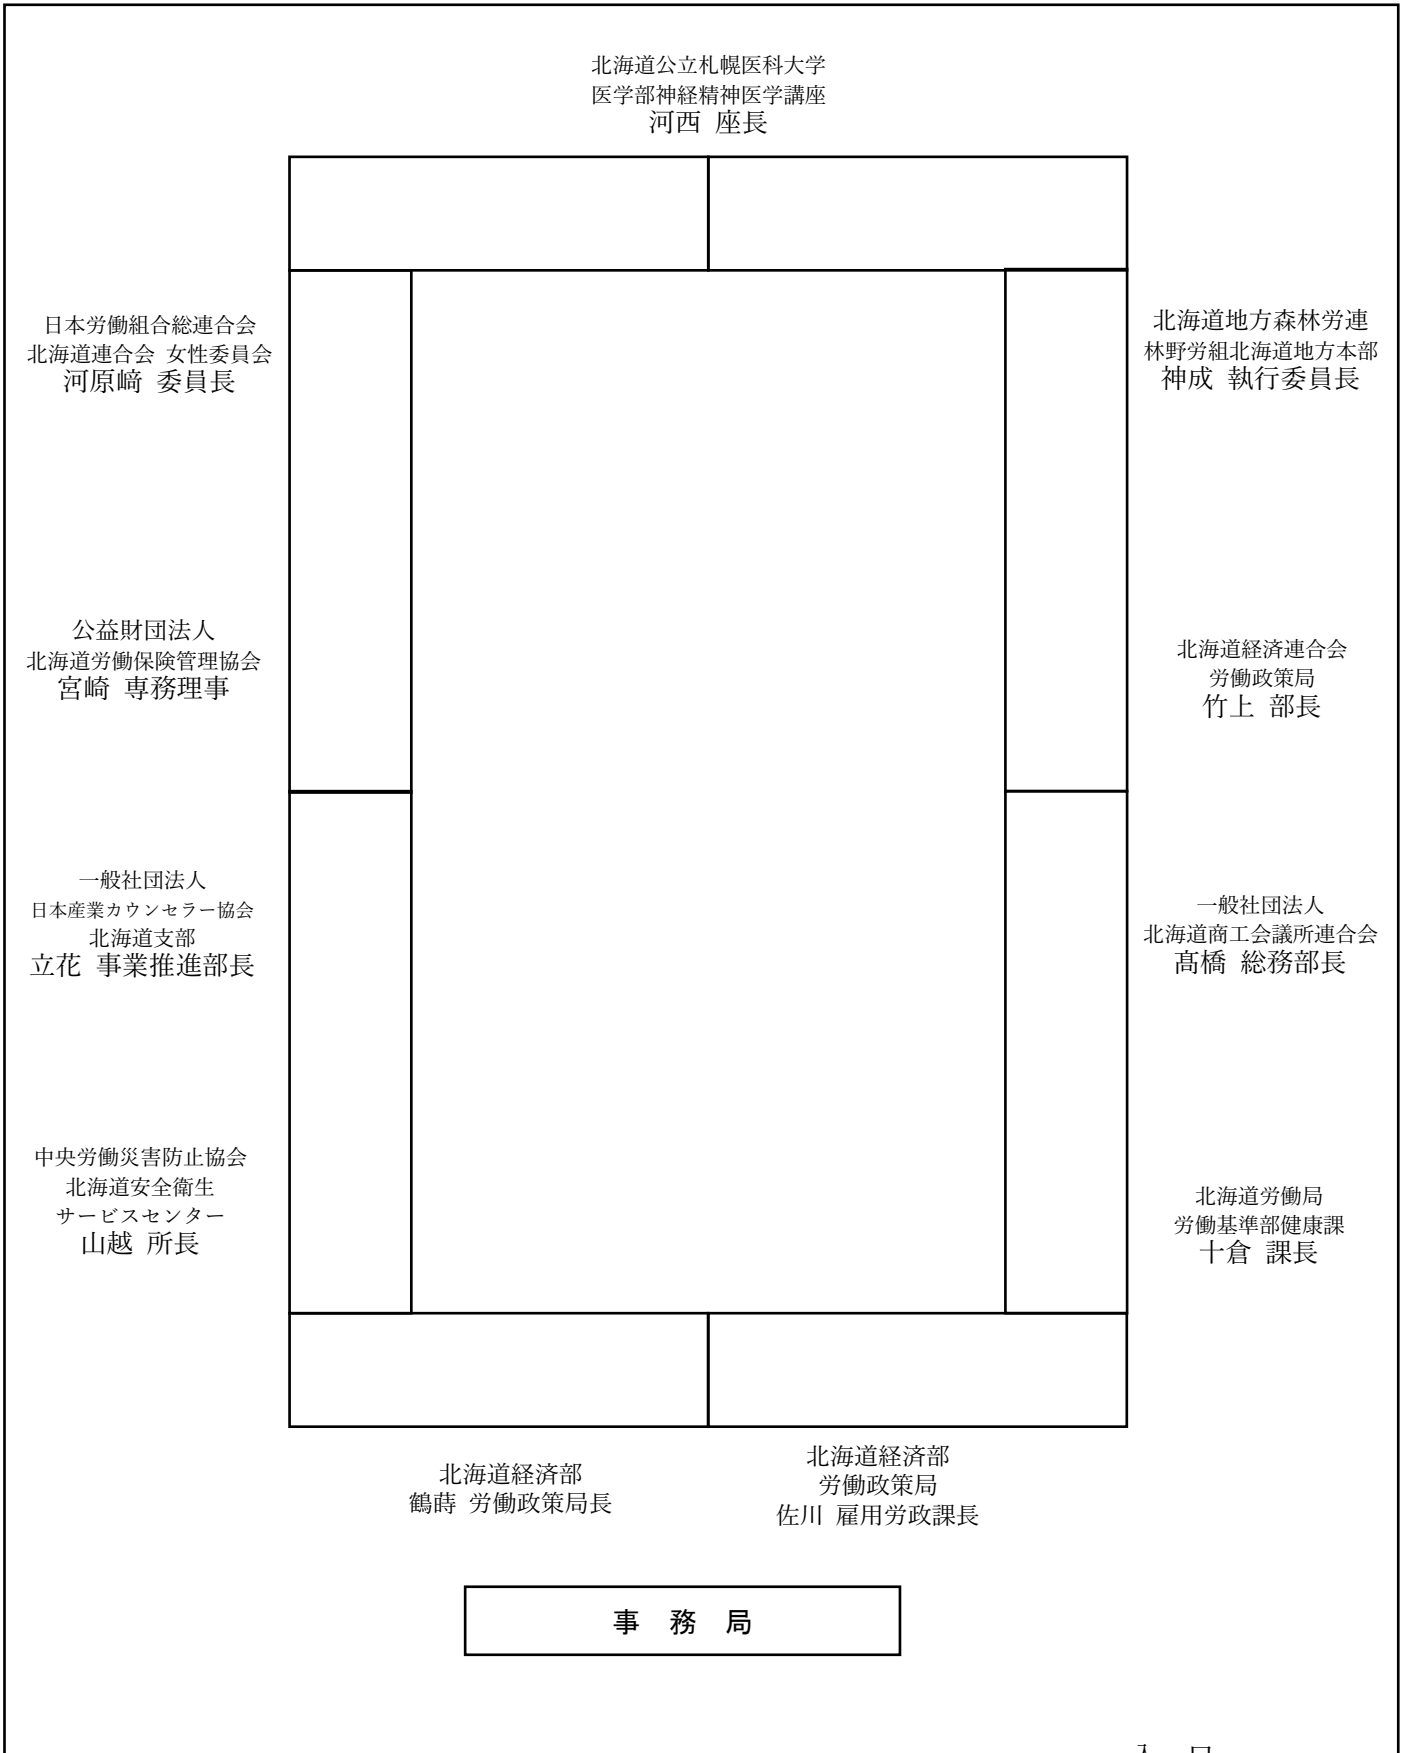 北海道公立札幌医科大学
医学部神経精神医学講座
河西 座長
日本労働組合総連合会
北海道連合会 女性委員会
河原﨑 委員長
公益財団法人
北海道労働保険管理協会
宮崎 専務理事
一般社団法人
日本産業カウンセラー協会
北海道支部
立花 事業推進部長
中央労働災害防止協会
北海道安全衛生
サービスセンター
山越 所長
北海道地方森林労連
林野労組北海道地方本部
神成 執行委員長
北海道経済連合会
労働政策局
竹上 部長
一般社団法人
北海道商工会議所連合会
髙橋 総務部長
北海道労働局
労働基準部健康課
十倉 課長
北海道経済部
鶴蒔 労働政策局長
北海道経済部
労働政策局
佐川 雇用労政課長
事 務 局
入 口